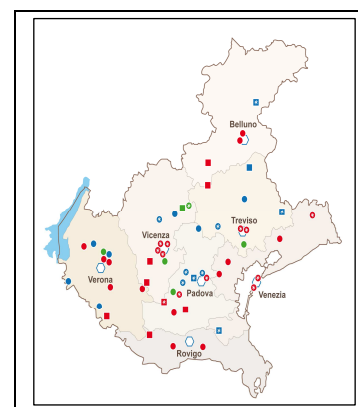 Belluno
Treviso
Vicenza
Verona
Padova
Venezia
Rovigo